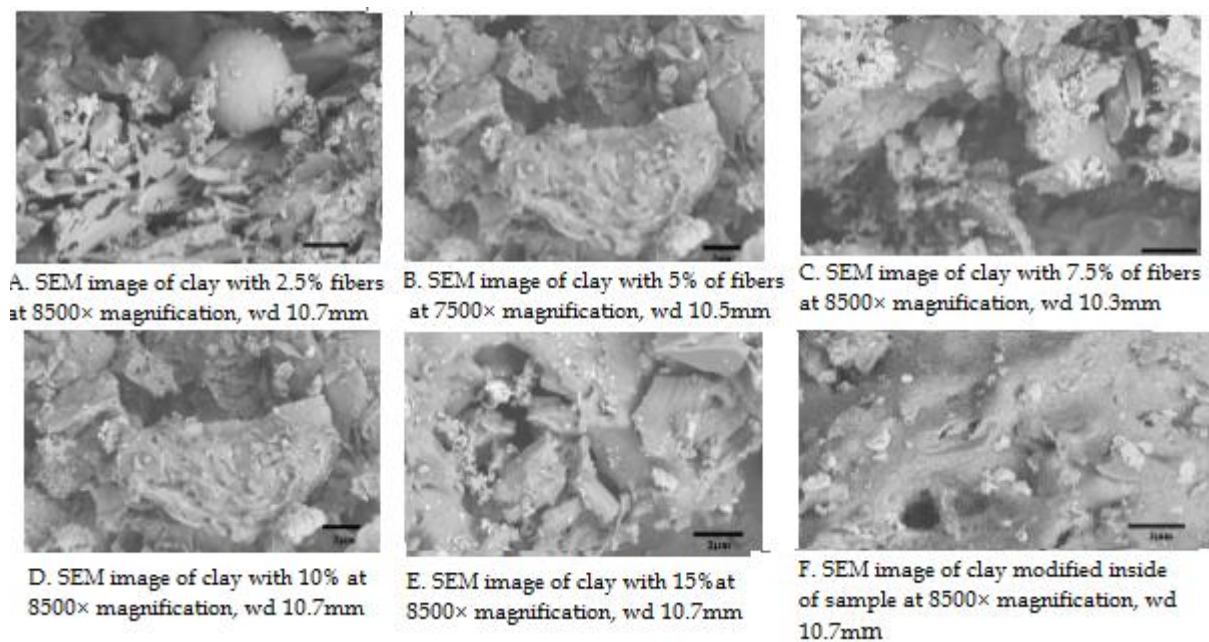 A. SEM image of clay with 2.5% fibers
at 8500× magnification, wd 10.7mm
B. SEM image of clay with 5% of fibers
at 7500× magnification, wd 10.5mm
C. SEM image of clay with 7.5% of fibers
at 8500× magnification, wd 10.3mm
2μm
2μm
2μm
D. SEM image of clay with 10% at
8500× magnification, wd 10.7mm
E. SEM image of clay with 15%at
8500× magnification, wd 10.7mm
F. SEM image of clay modified inside
of sample at 8500× magnification, wd
10.7mm